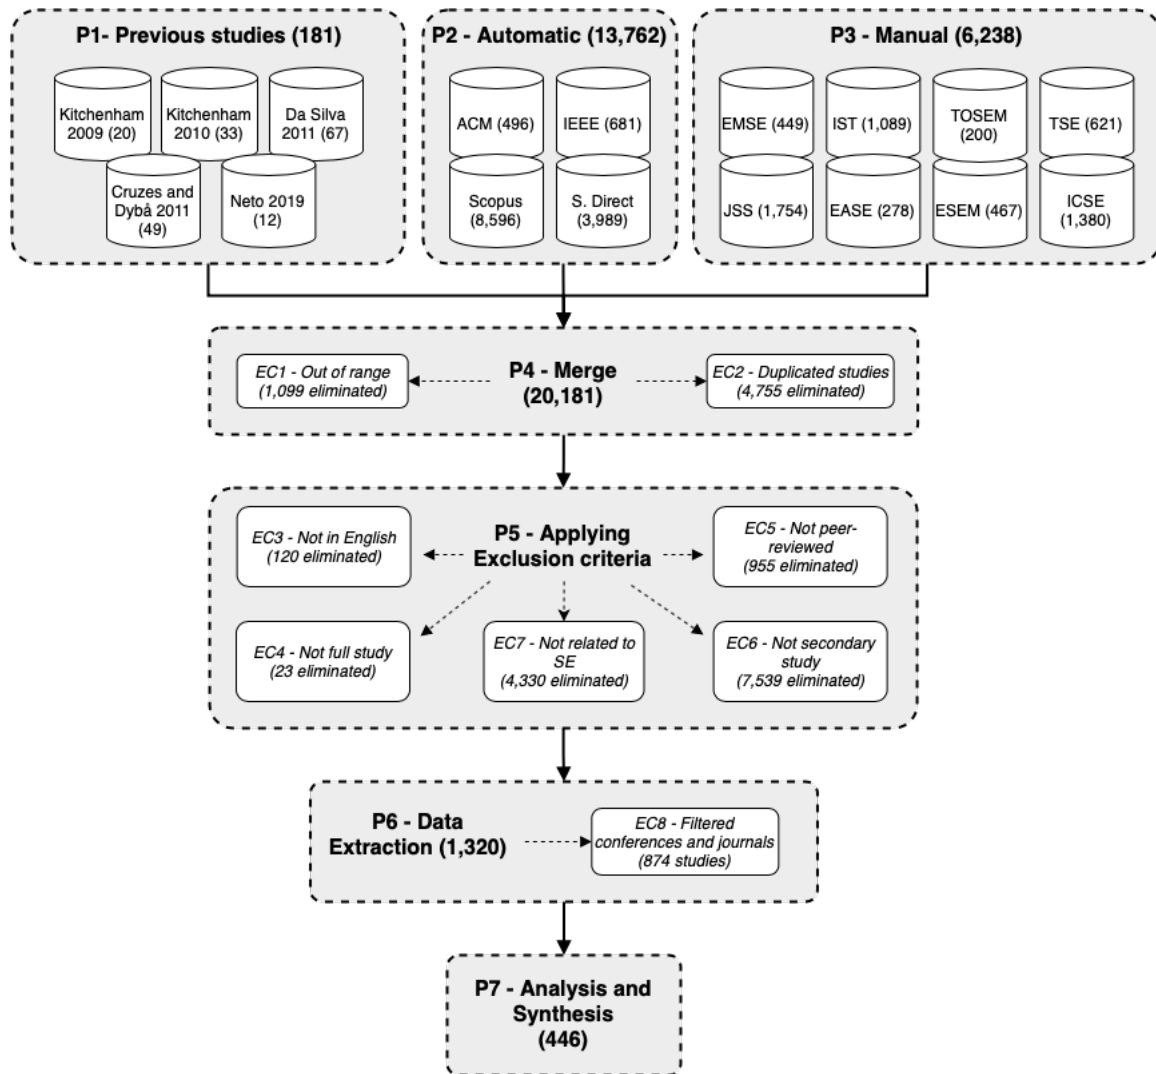 P1- Previous studies (181)
Kitchenham
2009 (20)
Kitchenham
2010 (33)
Da Silva
2011 (67)
Cruzes and
Dybå 2011
(49)
Neto 2019
(12)
P2 - Automatic (13,762)
ACM (496)
IEEE (681)
Scopus
(8,596)
S. Direct
(3,989)
P3 - Manual (6,238)
EMSE (449)
IST (1,089)
TOSEM
(200)
TSE (621)
JSS (1,754)
EASE (278)
ESEM (467)
ICSE
(1,380)
P4 - Merge
(20,181)
EC1 - Out of range
(1,099 eliminated)
EC2 - Duplicated studies
(4,755 eliminated)
P5 - Applying
Exclusion criteria
EC3 - Not in English
(120 eliminated)
EC5 - Not peer-
reviewed
(955 eliminated)
EC4 - Not full study
(23 eliminated)
EC7 - Not related to
SE
(4,330 eliminated)
EC6 - Not secondary
study
(7,539 eliminated)
P6 - Data
Extraction (1,320)
EC8 - Filtered
conferences and journals
(874 studies)
P7 - Analysis and
Synthesis
(446)